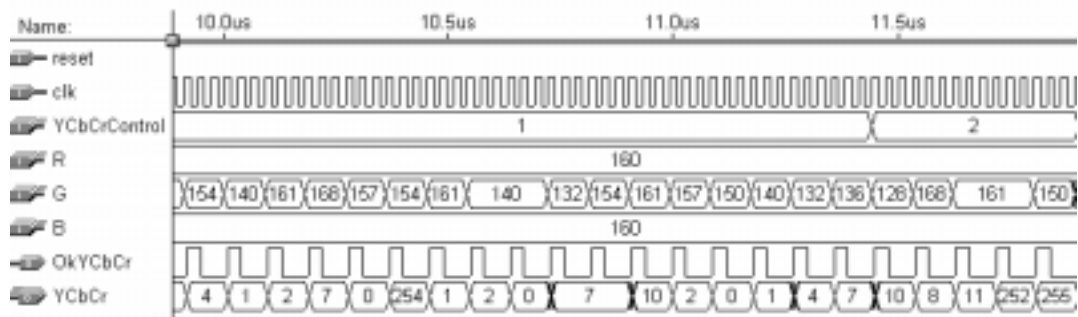 Name: 10.0us 10.5us 11.0us 11.5us
reset
clk
YCbCrControl 1 2
R 160
G 154 140 161 168 157 154 161 140 132 154 161 157 150 140 132 136 128 168 161 150
B 160
OkYCbCr
YCbCr 4 1 2 7 0 254 1 2 0 7 10 2 0 1 4 7 10 8 11 252 255